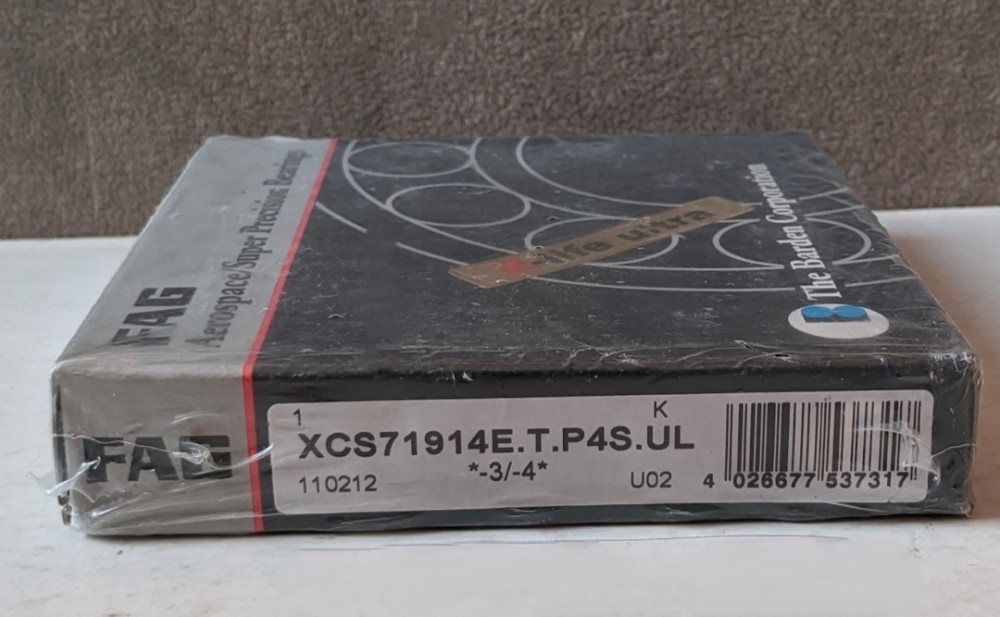 FAG
Aerospace/Super Precision Bearings
life ultra
The Barden Corporation
B
FAG
1 K
XCS71914E.T.P4S.UL
*-3/-4*
110212 U02
4 026677 537317